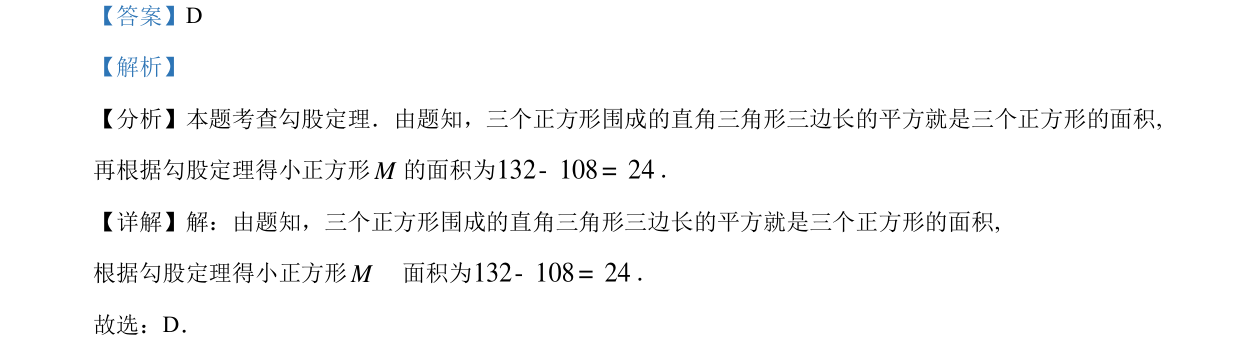 【答案】D
【解析】
【分析】本题考查勾股定理．由题知，三个正方形围成的直角三角形三边长的平方就是三个正方形的面积，
再根据勾股定理得小正方形M 的面积为132- 108= 24．
【详解】解：由题知，三个正方形围成的直角三角形三边长的平方就是三个正方形的面积，
根据勾股定理得小正方形M 面积为132- 108= 24．
故选：D．